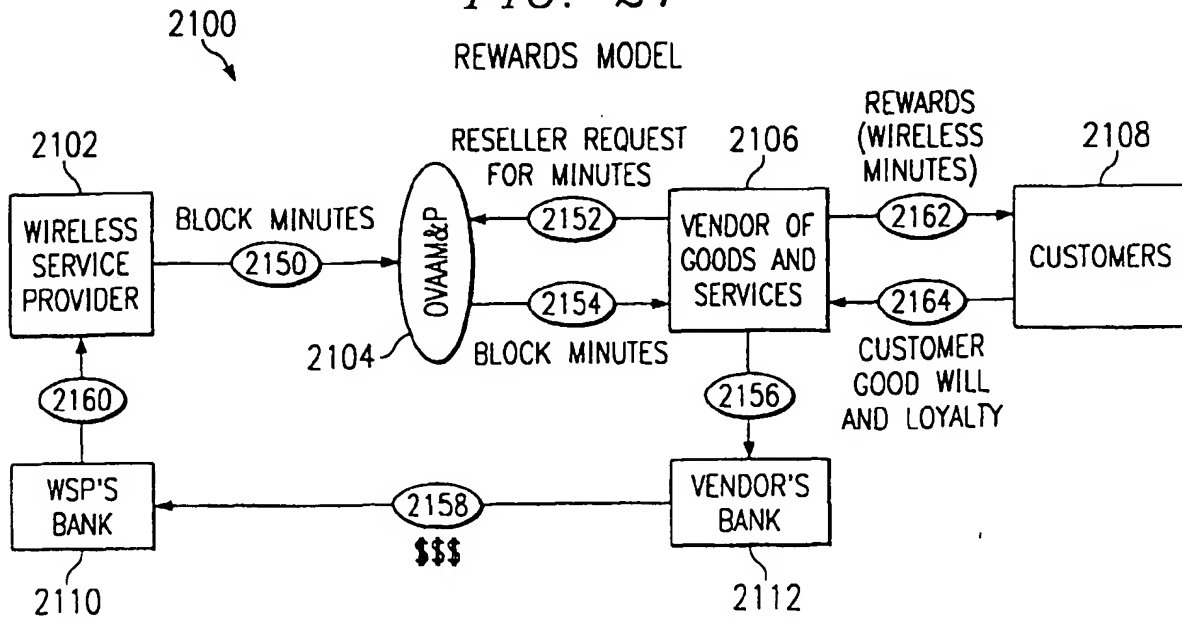 2100
REWARDS MODEL
2102
WIRELESS
SERVICE
PROVIDER
BLOCK MINUTES
2150
OVAAM&P
2104
RESELLER REQUEST
FOR MINUTES
2152
2154
BLOCK MINUTES
2106
VENDOR OF
GOODS AND
SERVICES
REWARDS
(WIRELESS
MINUTES)
2162
2164
CUSTOMER
GOOD WILL
AND LOYALTY
2108
CUSTOMERS
2160
2156
WSP'S
BANK
2110
2158
$$$
VENDOR'S
BANK
2112